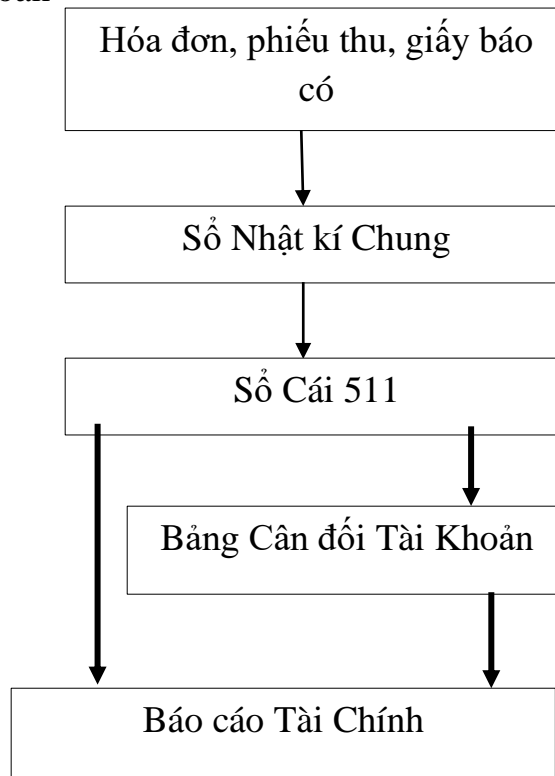 Hóa đơn, phiếu thu, giấy báo
có
Sổ Nhật kí Chung
Sổ Cái 511
Bảng Cân đối Tài Khoản
Báo cáo Tài Chính